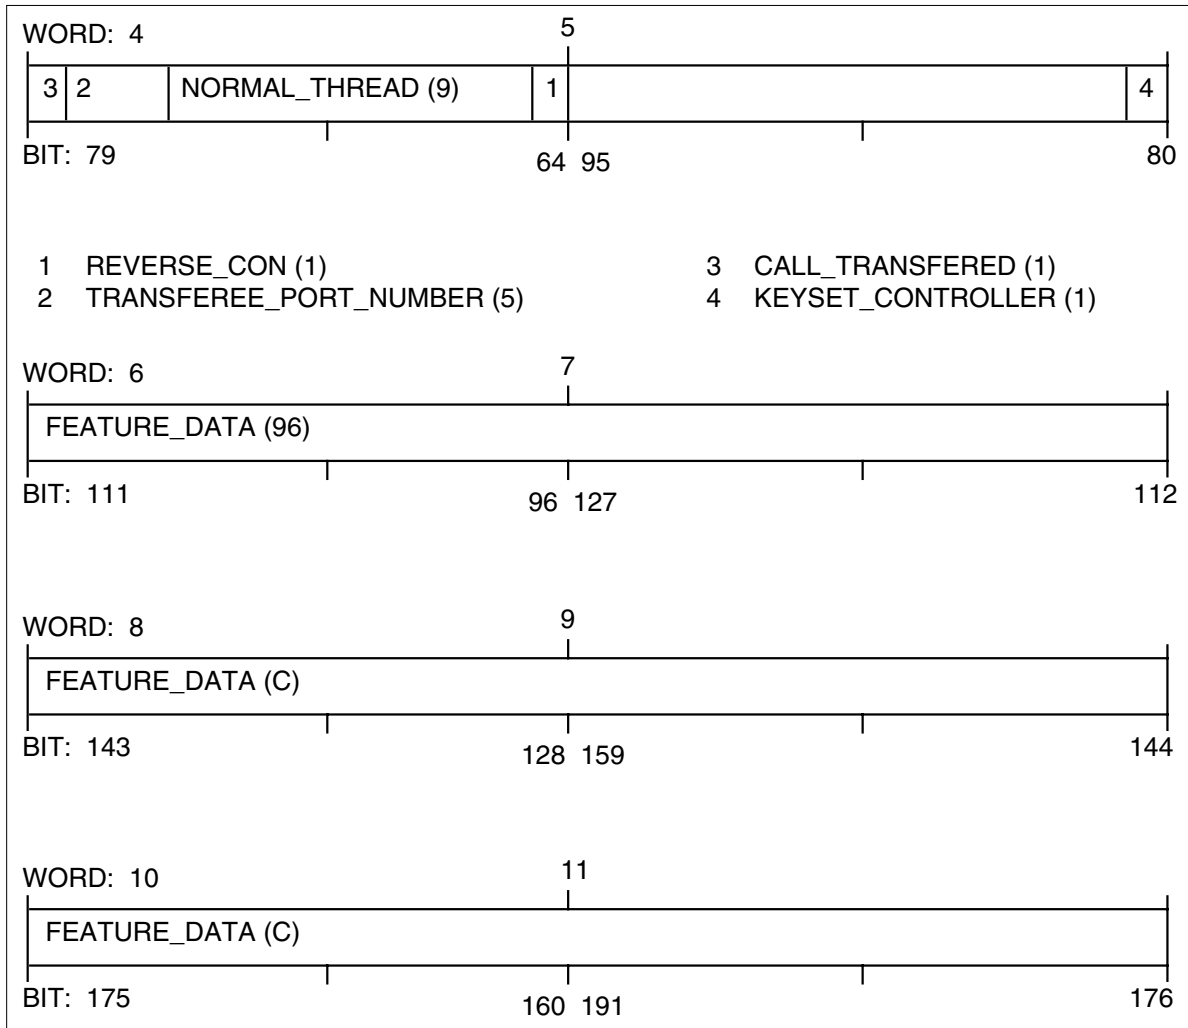 WORD: 4 5
3 2 NORMAL_THREAD (9) 1 4
BIT: 79 64 95 80
1 REVERSE_CON (1) 3 CALL_TRANSFERED (1)
2 TRANSFEREE_PORT_NUMBER (5) 4 KEYSET_CONTROLLER (1)
WORD: 6 7
FEATURE_DATA (96)
BIT: 111 96 127 112
WORD: 8 9
FEATURE_DATA (C)
BIT: 143 128 159 144
WORD: 10 11
FEATURE_DATA (C)
BIT: 175 160 191 176